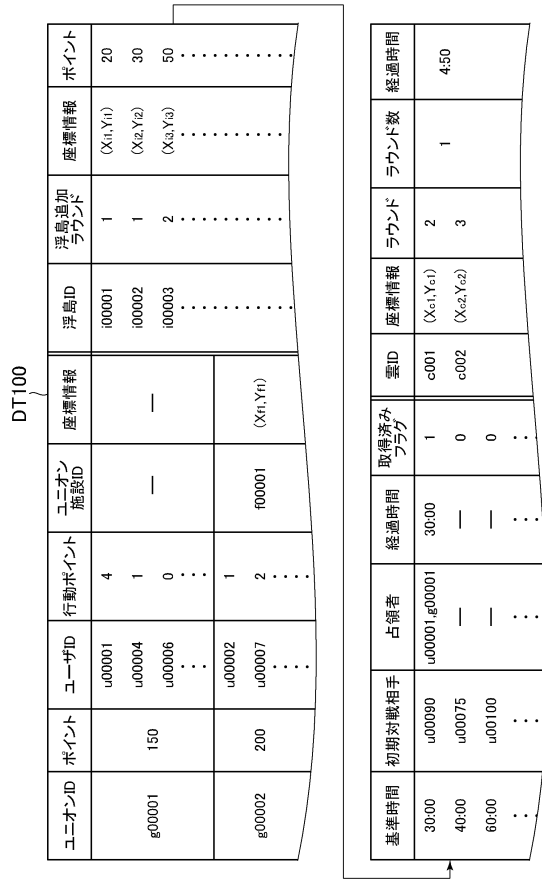 DT100
ユニオンID ポイント ユーザID 行動ポイント ユニオン施設ID 座標情報 浮島ID 浮島追加ラウンド 座標情報 ポイント
g00001 150 u00001 4 — — i00001 1 (Xi1,Yi1) 20
u00004 1 i00002 1 (Xi2,Yi2) 30
u00006 0 i00003 2 (Xi3,Yi3) 50
g00002 200 u00002 1 f00001 (Xf1,Yf1)
u00007 2
基準時間 初期対戦相手 占領者 経過時間 取得済みフラグ 雲ID 座標情報 ラウンド ラウンド数 経過時間
30:00 u00090 u00001,g00001 30:00 1 c001 (Xc1,Yc1) 2 1 4:50
40:00 u00075 — — 0 c002 (Xc2,Yc2) 3
60:00 u00100 — — 0